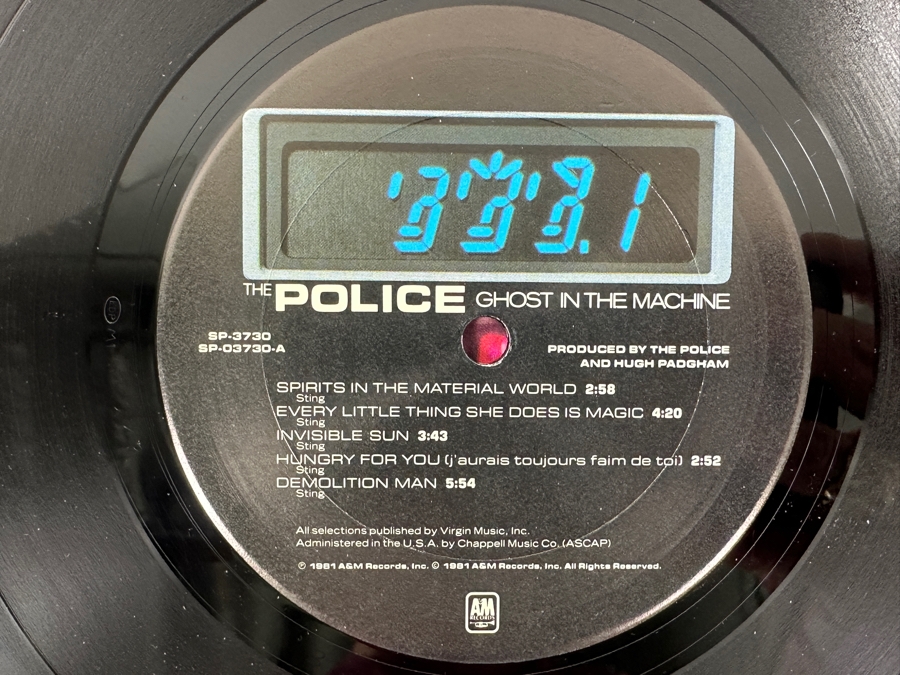 THE POLICE GHOST IN THE MACHINE
SP-3730
SP-03730-A
PRODUCED BY THE POLICE
AND HUGH PADGHAM
SPIRITS IN THE MATERIAL WORLD 2:58
Sting
EVERY LITTLE THING SHE DOES IS MAGIC 4:20
Sting
INVISIBLE SUN 3:43
Sting
HUNGRY FOR YOU (j'aurais toujours faim de toi) 2:52
Sting
DEMOLITION MAN 5:54
Sting
All selections published by Virgin Music, Inc.
Administered in the U.S.A. by Chappell Music Co. (ASCAP)
℗ 1981 A&M Records, Inc. © 1981 A&M Records, Inc. All Rights Reserved.
A&M
RECORDS